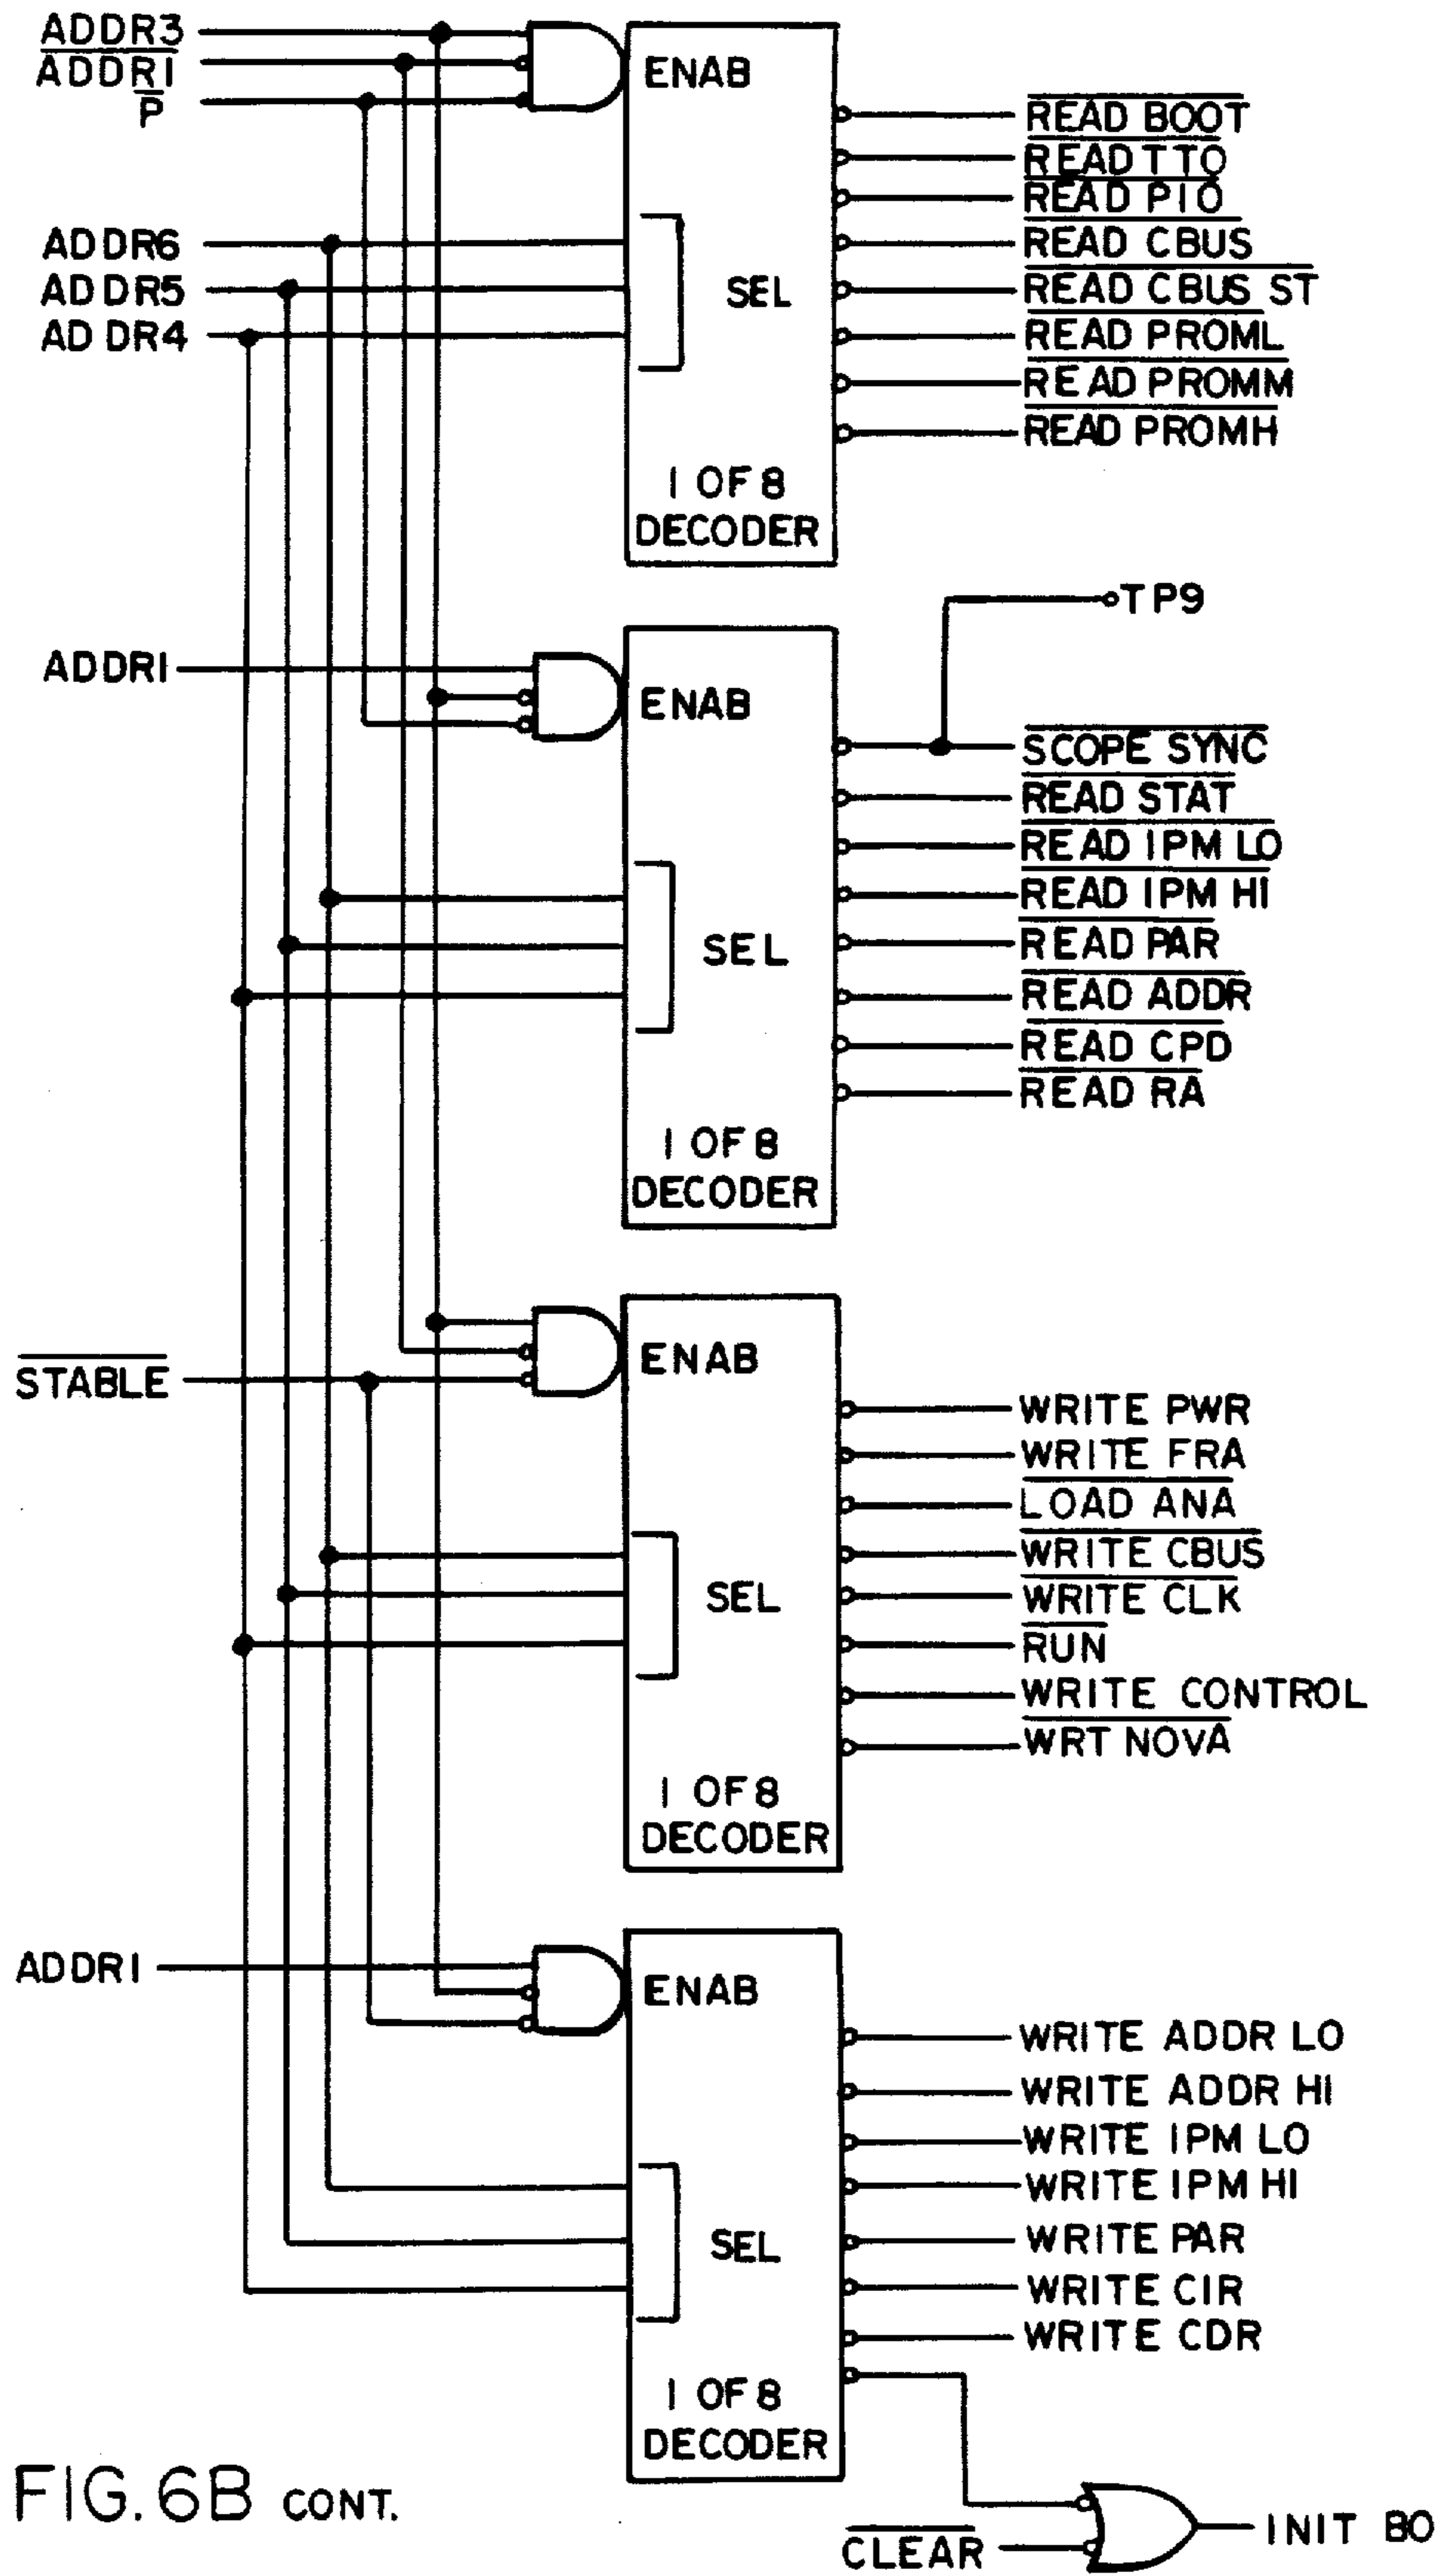 ADDR3
ADDR1
P
ENAB
READ BOOT
READ TTO
READ PIO
ADDR6
READ CBUS
ADDR5
SEL
READ CBUS ST
ADDR4
READ PROML
READ PROMM
READ PROMH
1 OF 8
DECODER
TP9
ADDR1
ENAB
SCOPE SYNC
READ STAT
READ IPM LO
READ IPM HI
SEL
READ PAR
READ ADDR
READ CPD
READ RA
1 OF 8
DECODER
ENAB
STABLE
WRITE PWR
WRITE FRA
LOAD ANA
WRITE CBUS
SEL
WRITE CLK
RUN
WRITE CONTROL
WRT NOVA
1 OF 8
DECODER
ADDR1
ENAB
WRITE ADDR LO
WRITE ADDR HI
WRITE IPM LO
WRITE IPM HI
SEL
WRITE PAR
WRITE CIR
WRITE CDR
1 OF 8
DECODER
FIG. 6B CONT.
CLEAR
INIT BO